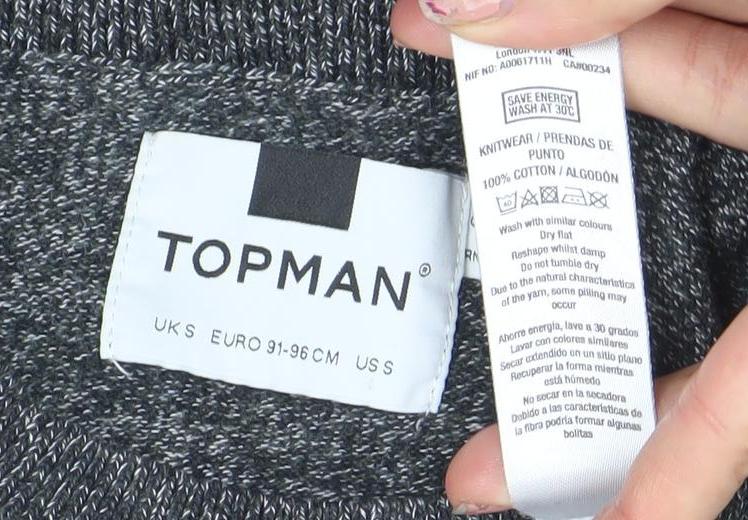 TOPMAN®
UK S EURO 91-96 CM US S
NIF NO: A0061711H CA#00234
SAVE ENERGY
WASH AT 30°C
KNITWEAR / PRENDAS DE
PUNTO
100% COTTON / ALGODÓN
40
Wash with similar colours
Dry flat
Reshape whilst damp
Do not tumble dry
Due to the natural characteristics
of the yarn, some pilling may
occur
Ahorre energía, lave a 30 grados
Lavar con colores similares
Secar extendido en un sitio plano
Recuperar la forma mientras
está húmedo
No secar en la secadora
Debido a las características de
la fibra podría formar algunas
bolitas